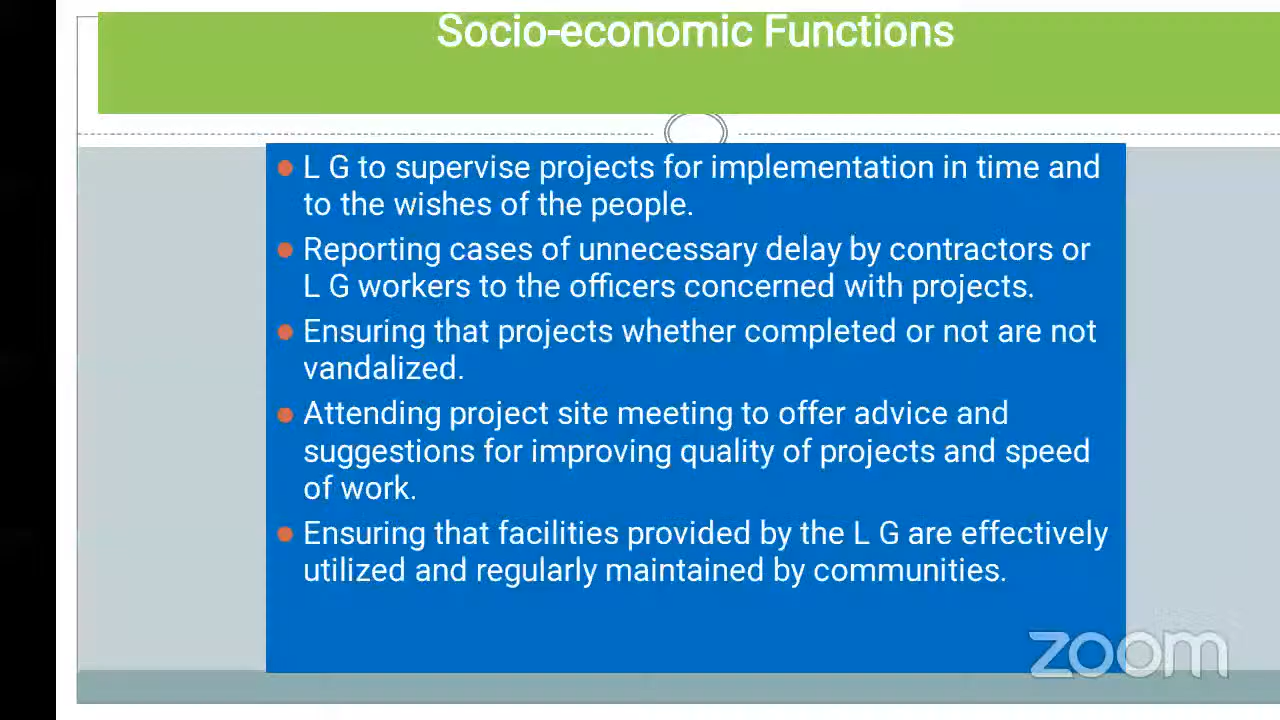 Socio-economic Functions
L G to supervise projects for implementation in time and
to the wishes of the people.
Reporting cases of unnecessary delay by contractors or
L G workers to the officers concerned with projects.
Ensuring that projects whether completed or not are not
vandalized.
Attending project site meeting to offer advice and
suggestions for improving quality of projects and speed
of work.
Ensuring that facilities provided by the L G are effectively
utilized and regularly maintained by communities.
zoom